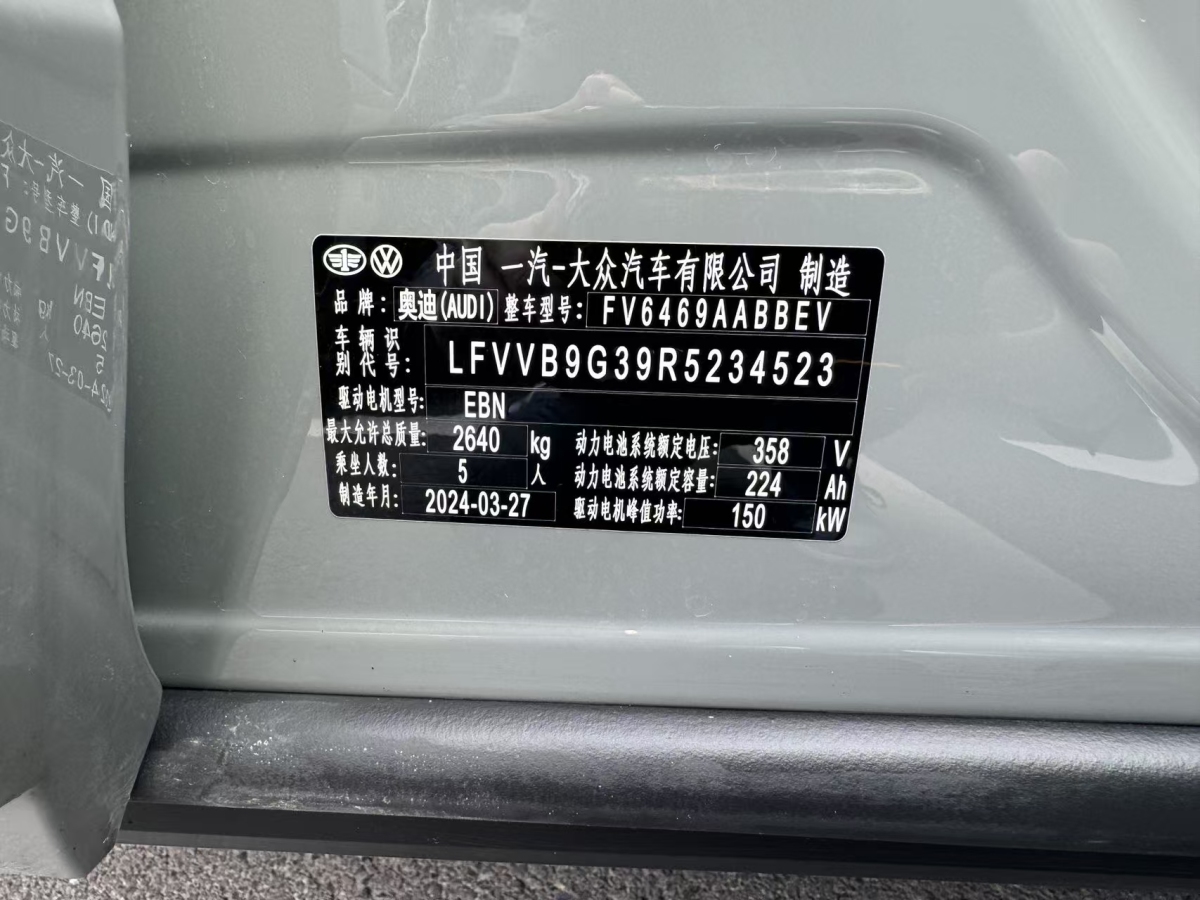 中国 一汽-大众汽车有限公司 制造
品牌: 奥迪(AUDI) 整车型号: FV6469AABBEV
车辆识别代号: LFVVB9G39R5234523
驱动电机型号: EBN
最大允许总质量: 2640 kg 动力电池系统额定电压: 358 V
乘坐人数: 5 人 动力电池系统额定容量: 224 Ah
制造年月: 2024-03-27 驱动电机峰值功率: 150 kW